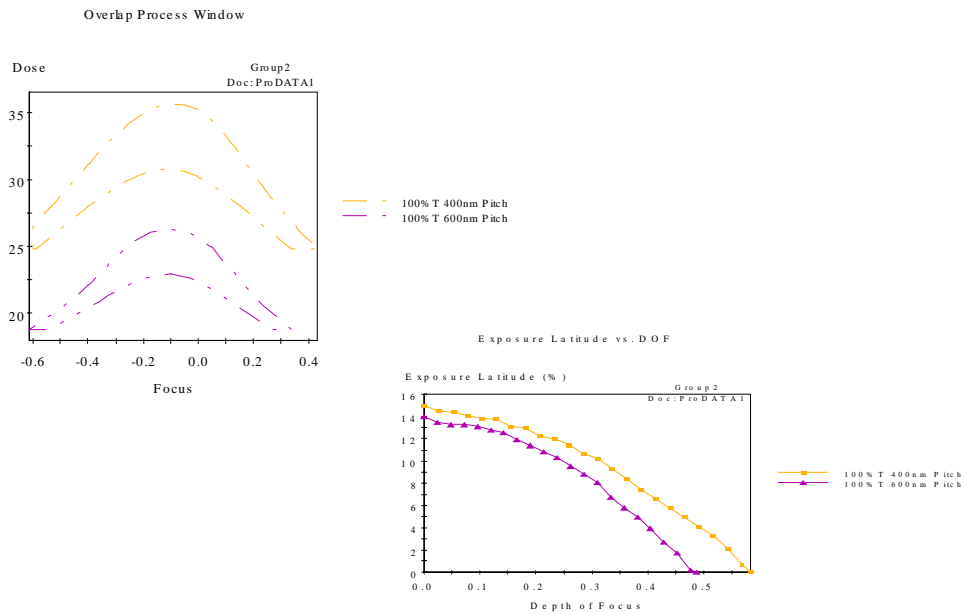 Overlap Process Window
Dose
Group2
Doc: ProDATA1
35
30
25
20
-0.6 -0.4 -0.2 0.0 0.2 0.4
Focus
100% T 400nm Pitch
100% T 600nm Pitch
Exposure Latitude vs. DOF
Exposure Latitude (%)
Group2
Doc: ProDATA1
16
14
12
10
8
6
4
2
0
0.0 0.1 0.2 0.3 0.4 0.5
Depth of Focus
100% T 400nm Pitch
100% T 600nm Pitch